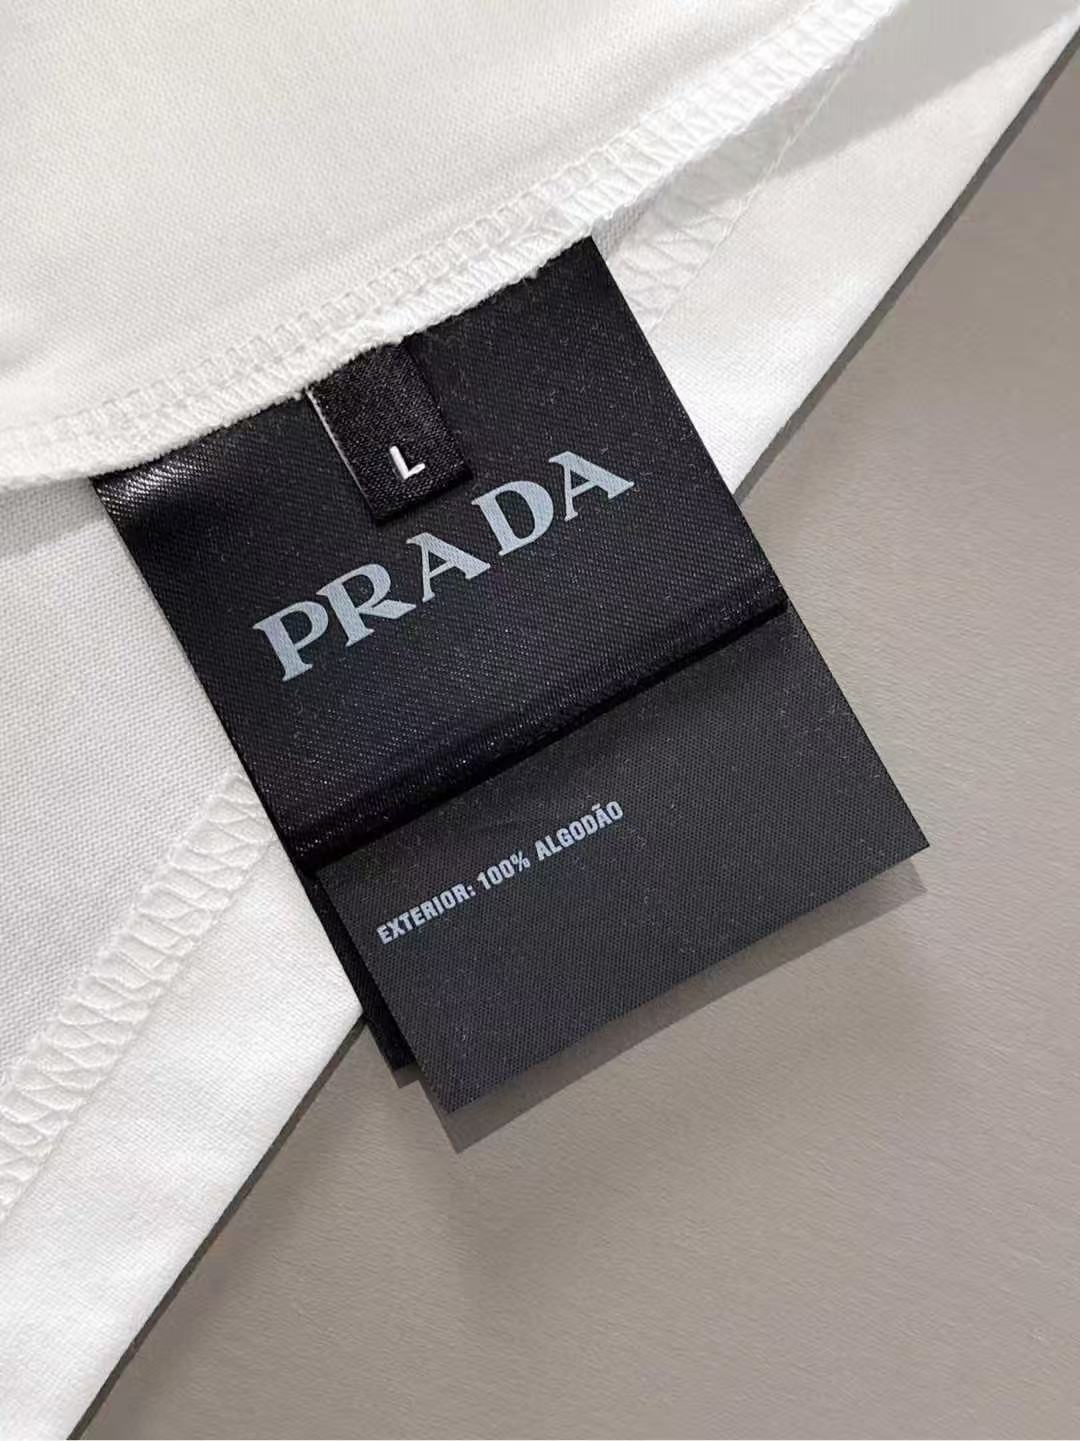 L
PRADA
EXTERIOR: 100% ALGODÃO